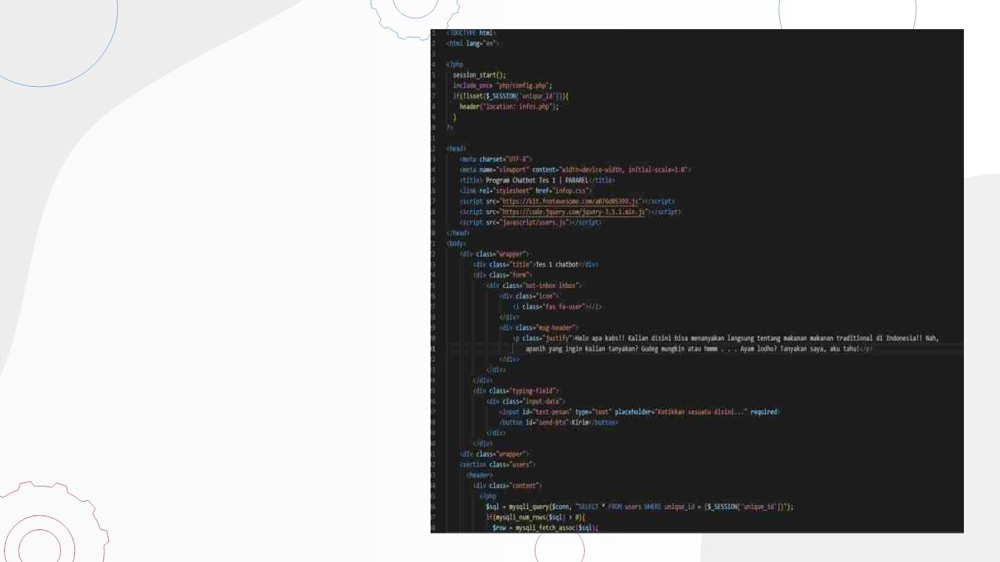 <!DOCTYPE html>
<html lang="en">
<?php
session_start();
include_once "php/config.php";
if(!isset($_SESSION['unique_id'])){
header("location: infos.php");
}
?>
<head>
<meta charset="UTF-8">
<meta name="viewport" content="width=device-width, initial-scale=1.0">
<title> Program Chatbot Tes 1 | PARAREL</title>
<link rel="stylesheet" href="infop.css">
<script src="https://kit.fontawesome.com/a076d05399.js"></script>
<script src="https://code.jquery.com/jquery-3.5.1.min.js"></script>
<script src="javascript/users.js"></script>
</head>
<body>
<div class="wrapper">
<div class="title">Tes 1 chatbot</div>
<div class="form">
<div class="bot-inbox inbox">
<div class="icon">
<i class="fas fa-user"></i>
</div>
<div class="msg-header">
<p class="justify">Halo apa kabs!! Kalian disini bisa menanyakan langsung tentang makanan makanan traditional di Indonesia!! Nah,
apanih yang ingin kalian tanyakan? Gudeg mungkin atau hmmm . . . Ayam lodho? Tanyakan saya, aku tahu!</p>
</div>
</div>
</div>
<div class="typing-field">
<div class="input-data">
<input id="text-pesan" type="text" placeholder="Ketikkan sesuatu disini..." required>
<button id="send-btn">Kirim</button>
</div>
</div>
<div class="wrapper">
<section class="users">
<header>
<div class="content">
<?php
$sql = mysqli_query($conn, "SELECT * FROM users WHERE unique_id = {$_SESSION['unique_id']}");
if(mysqli_num_rows($sql) > 0){
$row = mysqli_fetch_assoc($sql);